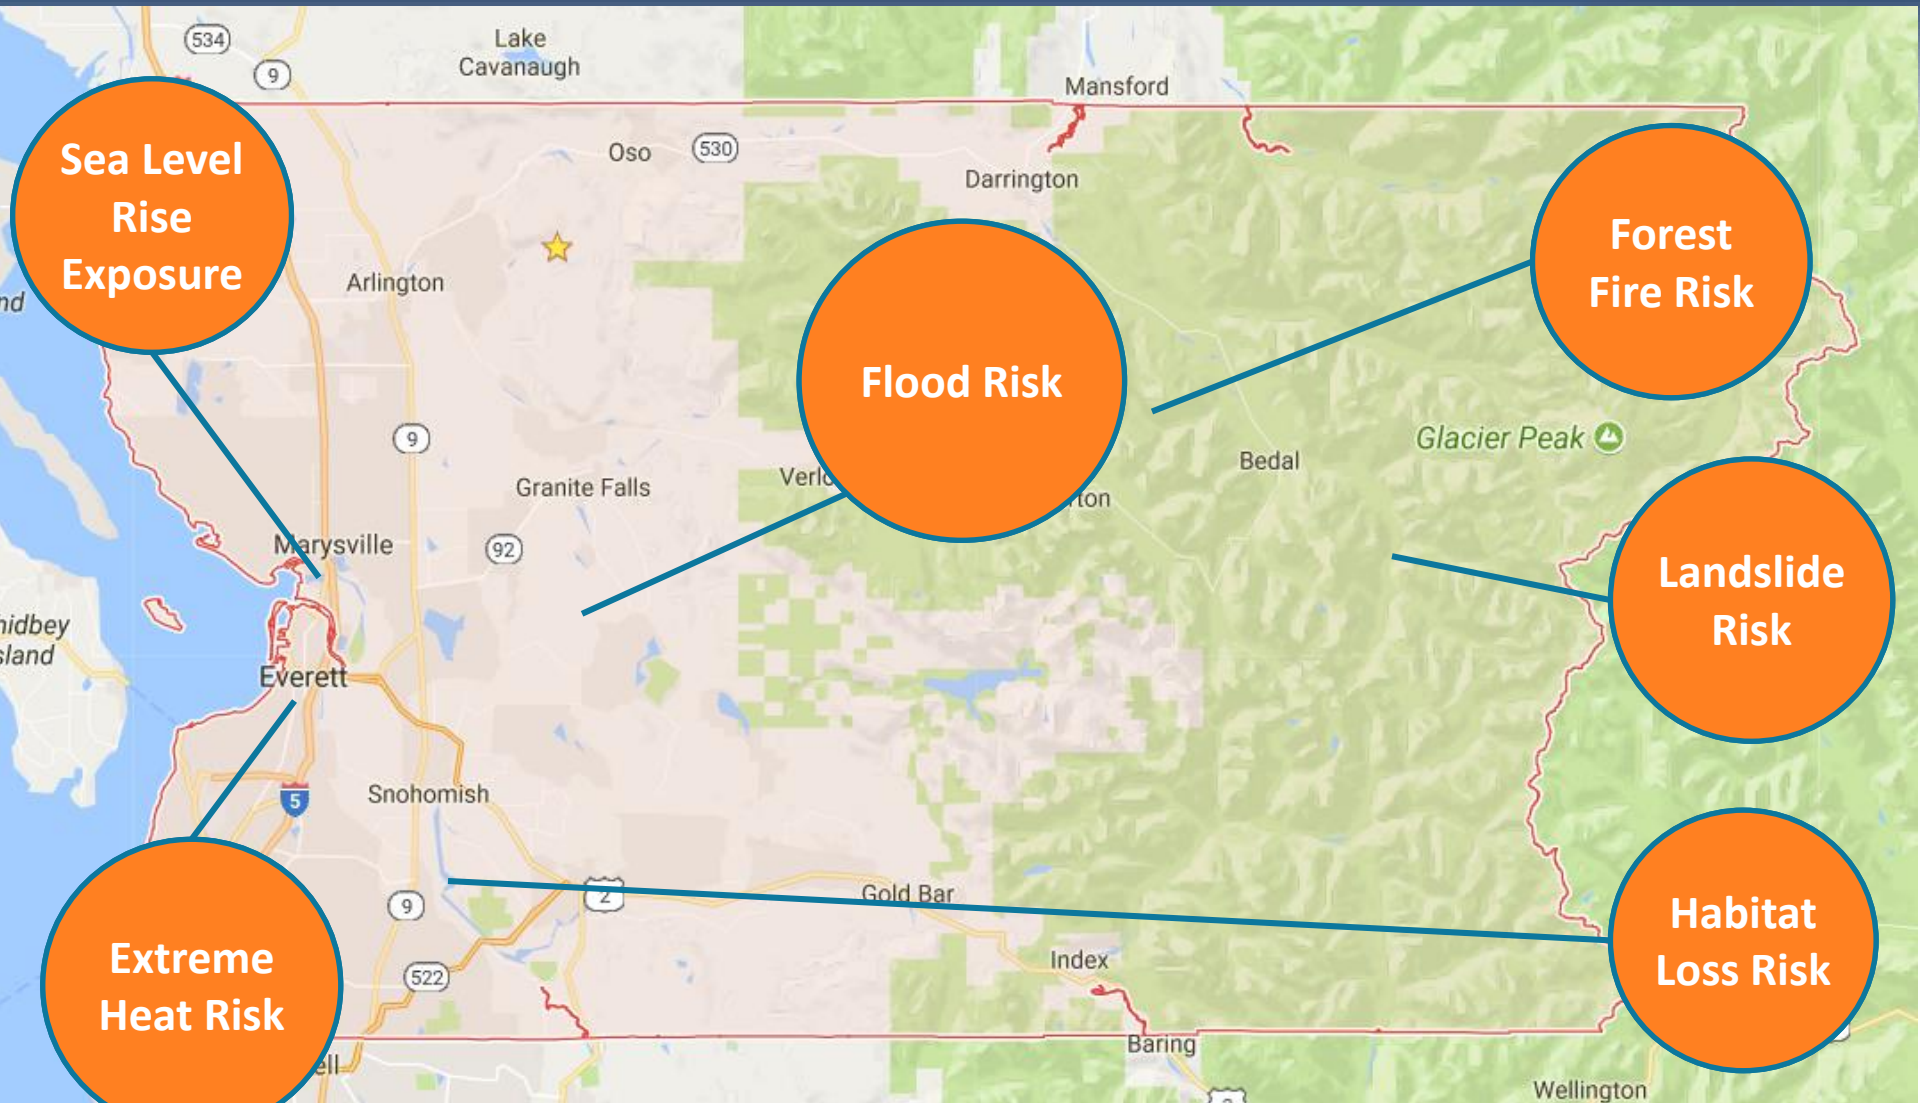 534
9
Lake
Cavanaugh
Mansford
Sea Level
Rise
Exposure
Oso
530
Darrington
Forest
Fire Risk
Arlington
Flood Risk
9
Glacier Peak
Bedal
Granite Falls
Marysville
92
Landslide
Risk
Everett
5
Snohomish
9
2
Gold Bar
Habitat
Loss Risk
Extreme
Heat Risk
522
Index
Baring
Wellington